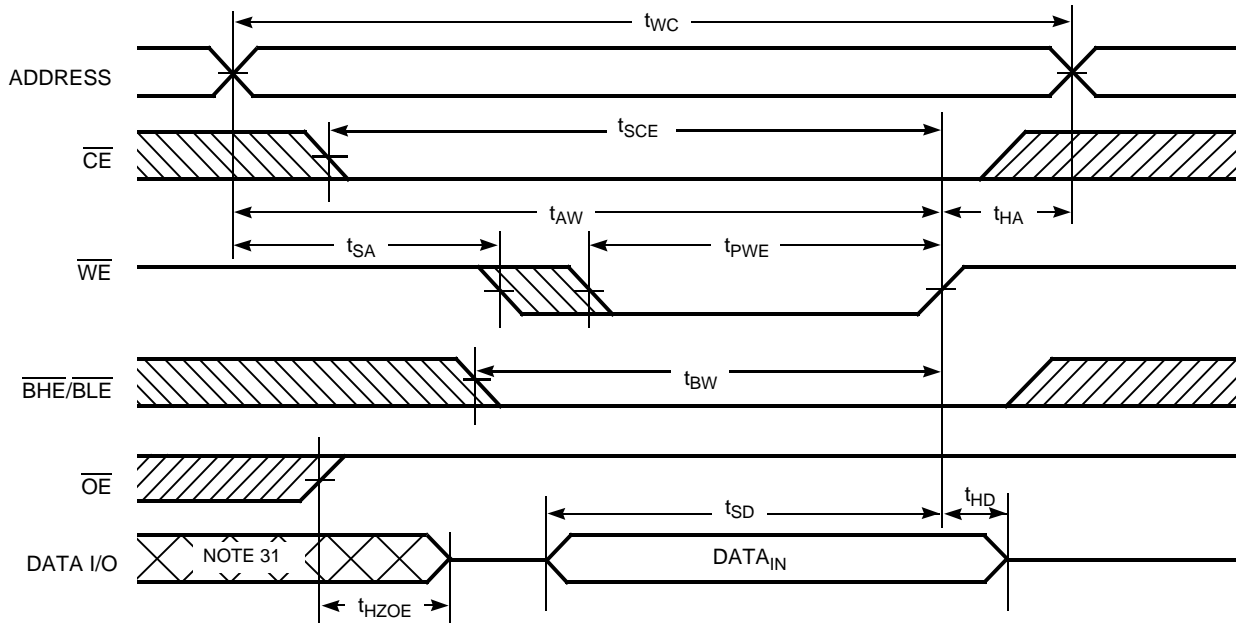 tWC
ADDRESS
tSCE
CE
tAW
tHA
tSA
tPWE
WE
tBW
BHE/BLE
OE
tSD
tHD
DATA I/O
NOTE 31
DATAIN
tHZOE